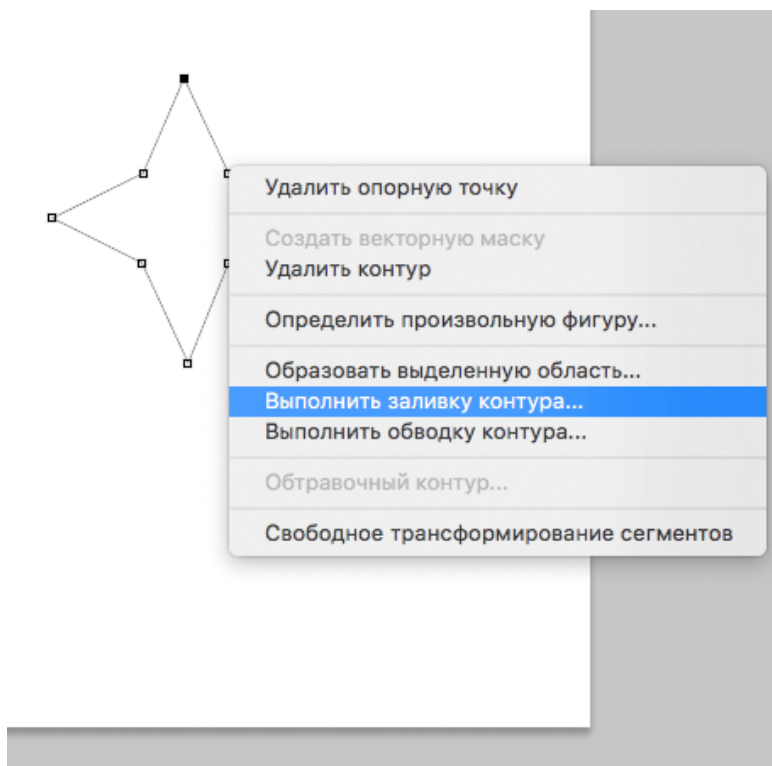 Удалить опорную точку
Создать векторную маску
Удалить контур
Определить произвольную фигуру...
Образовать выделенную область...
Выполнить заливку контура...
Выполнить обводку контура...
Обтравочный контур...
Свободное трансформирование сегментов